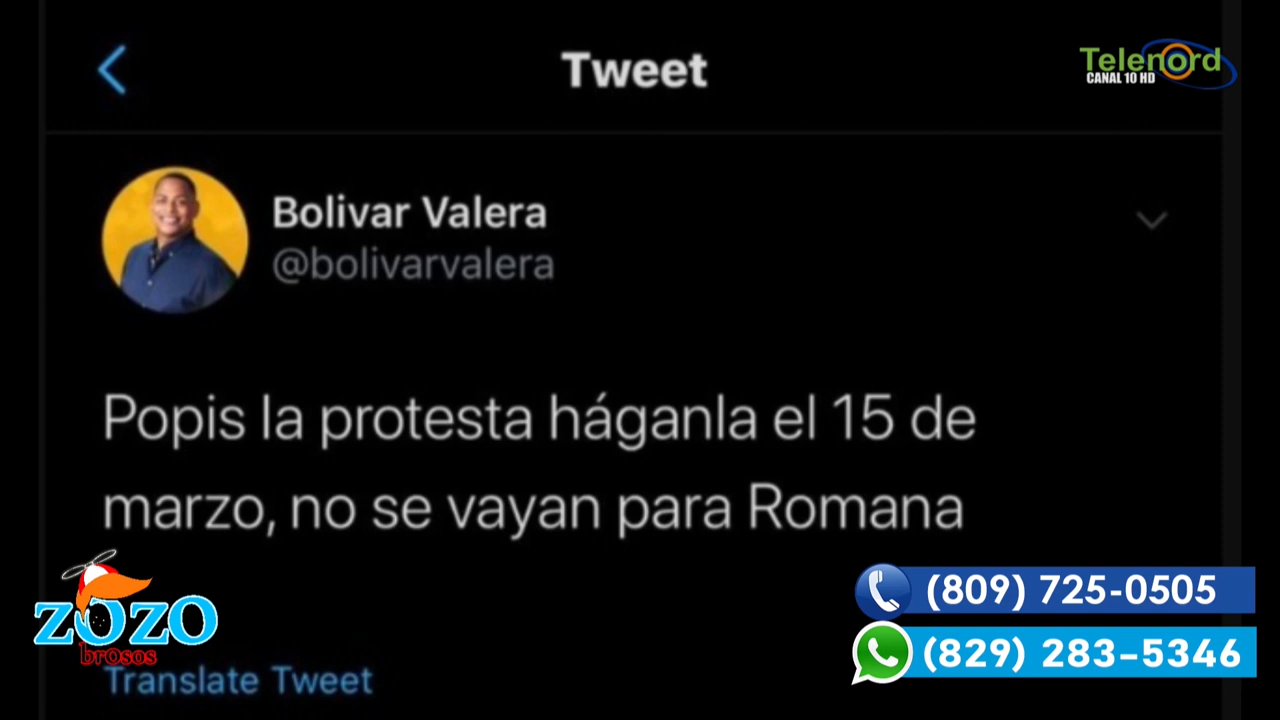 Tweet
Telenord
CANAL 10 HD
Bolivar Valera
@bolivarvalera
Popis la protesta háganla el 15 de
marzo, no se vayan para Romana
(809) 725-0505
zozo
brosos
(829) 283-5346
Translate Tweet